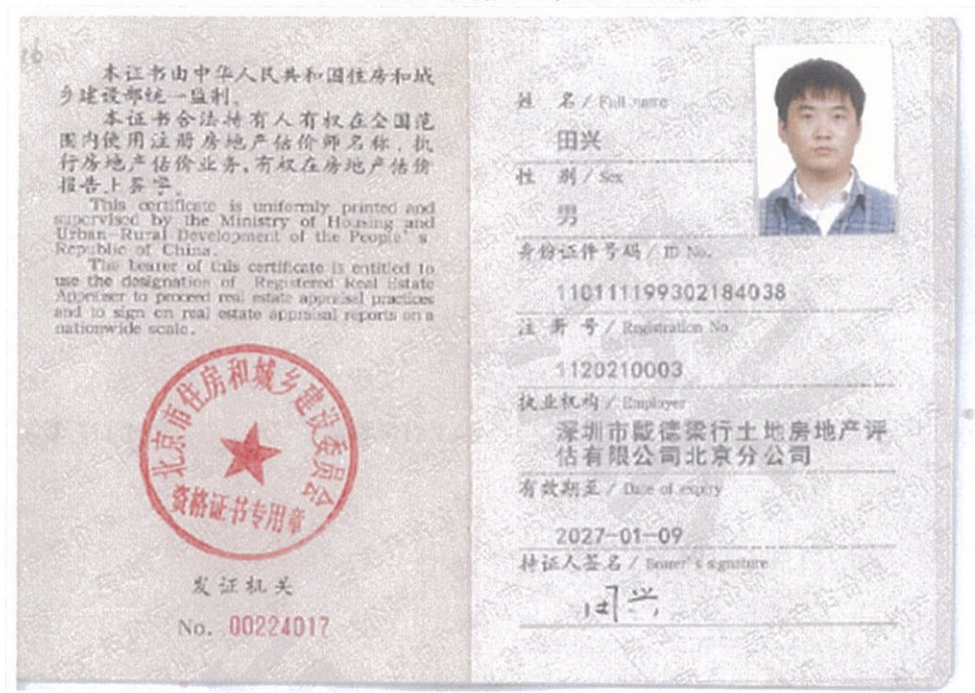 本证书由中华人民共和国住房和城
乡建设部统一监制。
本证书合法持有人有权在全国范
围内使用注册房地产估价师名称，执
行房地产估价业务，有权在房地产估价
报告上签字。
This certificate is uniformly printed and
supervised by the Ministry of Housing and
Urban-Rural Development of the People's
Republic of China.
The bearer of this certificate is entitled to
use the designation of Registered Real Estate
Appraiser to proceed real estate appraisal practices
and to sign on real estate appraisal reports on a
nationwide scale.
北京市住房和城乡建设委员会
资格证书专用章
发证机关
No. 00224017
姓 名 / Full name
田兴
性 别 / Sex
男
身份证件号码 / ID No.
110111199302184038
注 册 号 / Registration No.
1120210003
执业机构 / Employer
深圳市戴德梁行土地房地产评
估有限公司北京分公司
有效期至 / Date of expiry
2027-01-09
持证人签名 / Bearer's signature
田兴